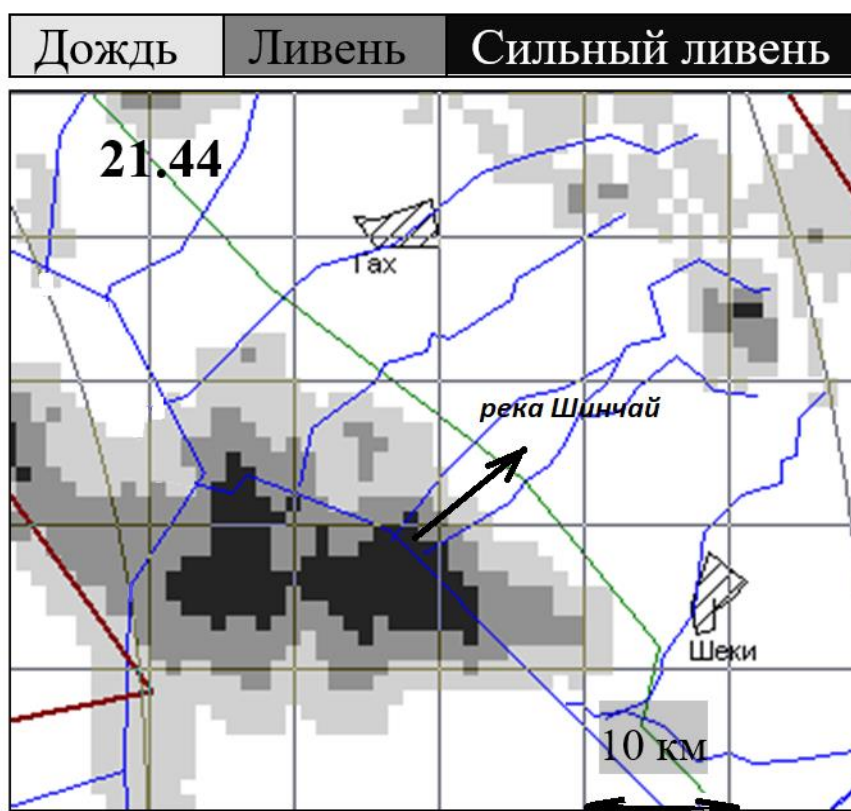 Дождь Ливень Сильный ливень
21.44
Гах
река Шинчай
Шеки
10 км